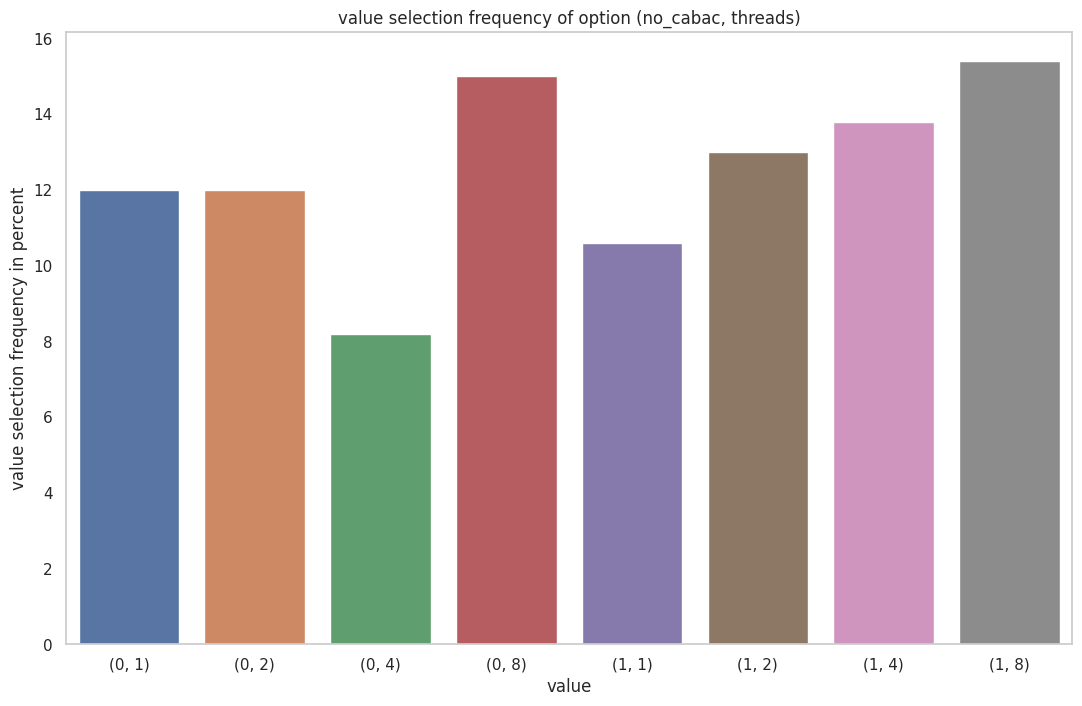 value selection frequency of option (no_cabac, threads)
value selection frequency in percent
16
14
12
10
8
6
4
2
0
(0, 1) (0, 2) (0, 4) (0, 8) (1, 1) (1, 2) (1, 4) (1, 8)
value